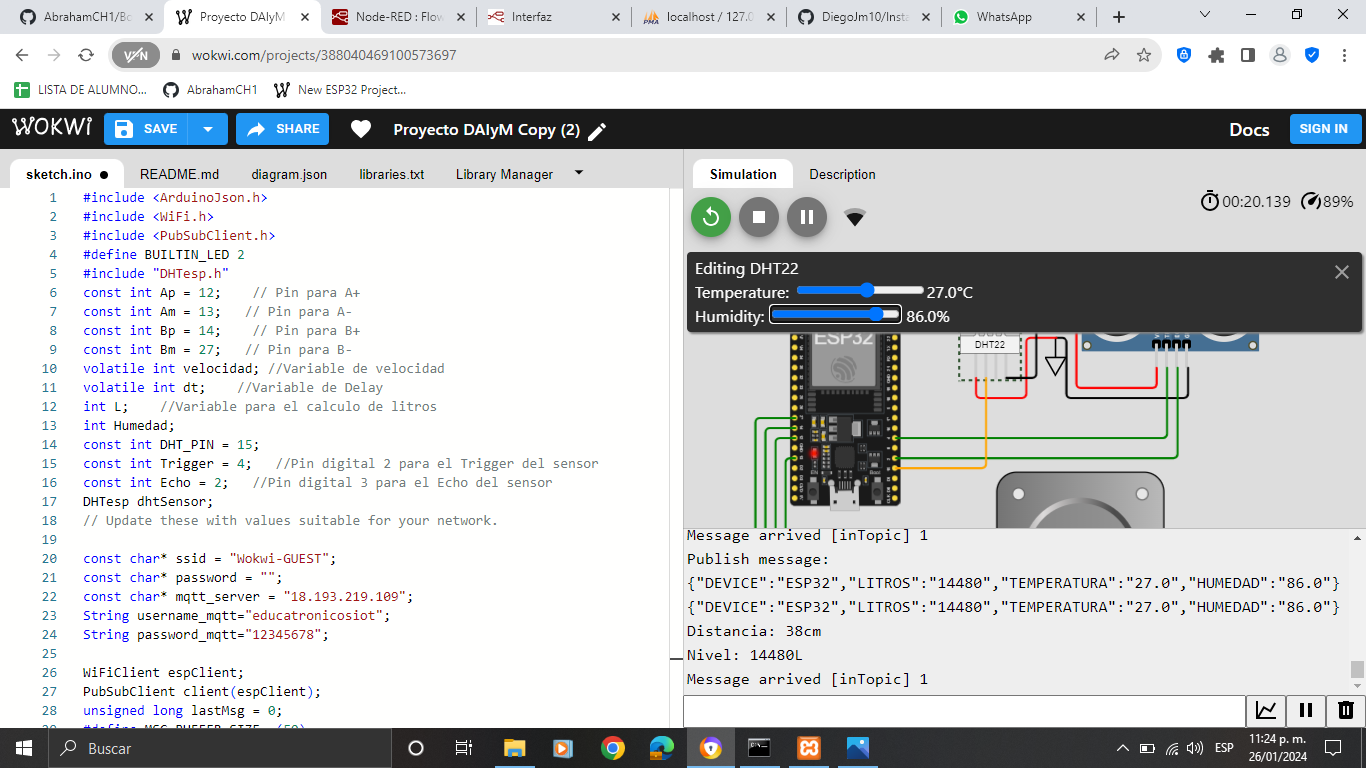 AbrahamCH1/Bo
Proyecto DAIyM
Node-RED : Flow
Interfaz
localhost / 127.0
DiegoJm10/Insta
WhatsApp
VPN
wokwi.com/projects/388040469100573697
LISTA DE ALUMNO...
AbrahamCH1
New ESP32 Project...
WOKWI
SAVE
SHARE
Proyecto DAIyM Copy (2)
Docs
SIGN IN
sketch.ino
README.md
diagram.json
libraries.txt
Library Manager
Simulation
Description
1 #include <ArduinoJson.h>
2 #include <WiFi.h>
3 #include <PubSubClient.h>
4 #define BUILTIN_LED 2
5 #include "DHTesp.h"
6 const int Ap = 12;    // Pin para A+
7 const int Am = 13;   // Pin para A-
8 const int Bp = 14;    // Pin para B+
9 const int Bm = 27;   // Pin para B-
10 volatile int velocidad; //Variable de velocidad
11 volatile int dt;    //Variable de Delay
12 int L;    //Variable para el calculo de litros
13 int Humedad;
14 const int DHT_PIN = 15;
15 const int Trigger = 4;   //Pin digital 2 para el Trigger del sensor
16 const int Echo = 2;   //Pin digital 3 para el Echo del sensor
17 DHTesp dhtSensor;
18 // Update these with values suitable for your network.
19
20 const char* ssid = "Wokwi-GUEST";
21 const char* password = "";
22 const char* mqtt_server = "18.193.219.109";
23 String username_mqtt="educatronicosiot";
24 String password_mqtt="12345678";
25
26 WiFiClient espClient;
27 PubSubClient client(espClient);
28 unsigned long lastMsg = 0;
00:20.139
89%
Editing DHT22
Temperature: 27.0°C
Humidity: 86.0%
ESP32
DHT22
Message arrived [inTopic] 1
Publish message:
{"DEVICE":"ESP32","LITROS":"14480","TEMPERATURA":"27.0","HUMEDAD":"86.0"}
{"DEVICE":"ESP32","LITROS":"14480","TEMPERATURA":"27.0","HUMEDAD":"86.0"}
Distancia: 38cm
Nivel: 14480L
Message arrived [inTopic] 1
Buscar
ESP
11:24 p. m.
26/01/2024